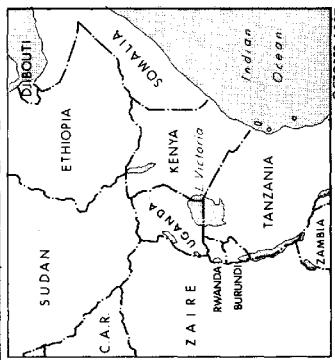 DJIBOUTI
SOMALIA
ETHIOPIA
SUDAN
Indian
Ocean
KENYA
L. Victoria
UGANDA
C.A.R.
ZAIRE
RWANDA
BURUNDI
TANZANIA
ZAMBIA